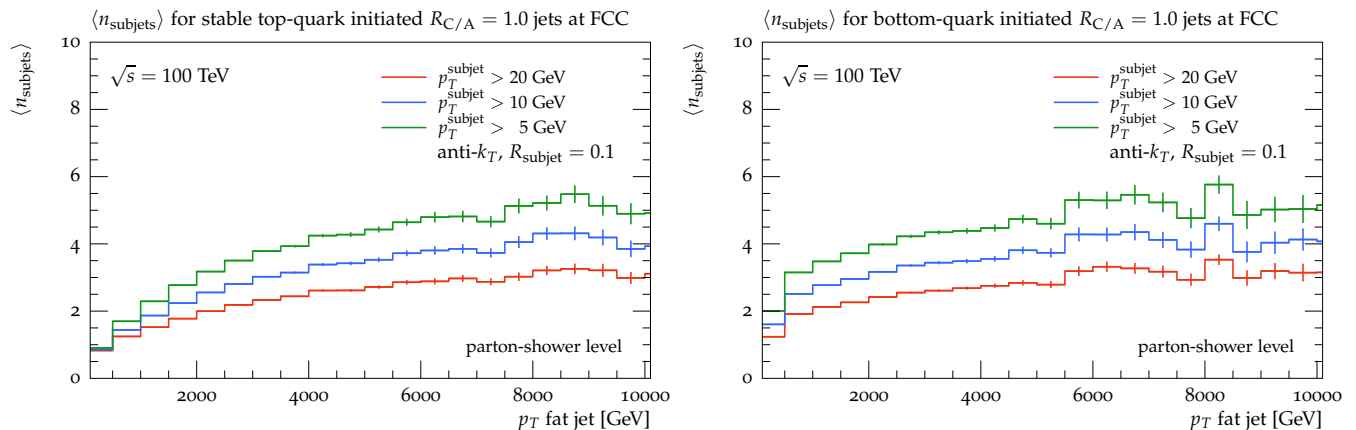 ⟨n_subjets⟩ for stable top-quark initiated R_C/A = 1.0 jets at FCC
⟨n_subjets⟩
10
8
6
4
2
0
√s = 100 TeV
p_T^subjet > 20 GeV
p_T^subjet > 10 GeV
p_T^subjet > 5 GeV
anti-k_T, R_subjet = 0.1
parton-shower level
2000 4000 6000 8000 10000
p_T fat jet [GeV]
⟨n_subjets⟩ for bottom-quark initiated R_C/A = 1.0 jets at FCC
⟨n_subjets⟩
10
8
6
4
2
0
√s = 100 TeV
p_T^subjet > 20 GeV
p_T^subjet > 10 GeV
p_T^subjet > 5 GeV
anti-k_T, R_subjet = 0.1
parton-shower level
2000 4000 6000 8000 10000
p_T fat jet [GeV]